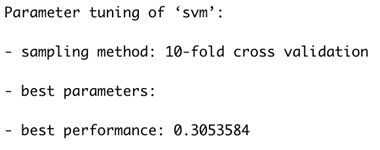 Parameter tuning of ‘svm’:
- sampling method: 10-fold cross validation
- best parameters:
- best performance: 0.3053584